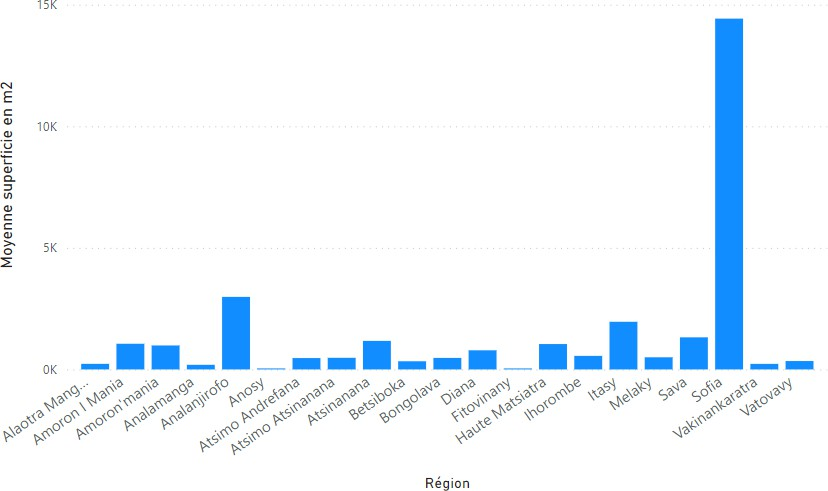 15K
10K
5K
0K
Moyenne superficie en m2
Alaotra Mang...
Amoron I Mania
Amoron'mania
Analamanga
Analanjirofo
Anosy
Atsimo Andrefana
Atsimo Atsinanana
Atsinanana
Betsiboka
Bongolava
Diana
Fitovinany
Haute Matsiatra
Ihorombe
Itasy
Melaky
Sava
Sofia
Vakinankaratra
Vatovavy
Région